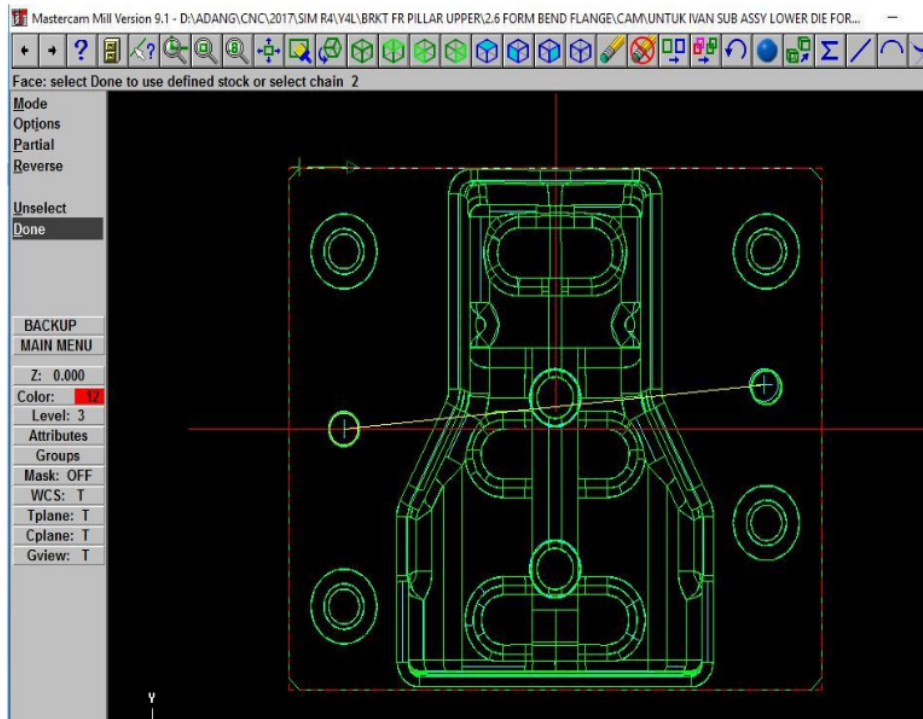 Mastercam Mill Version 9.1 - D:\ADANG\CNC\2017\SIM R4\Y4L\BRKT FR PILLAR UPPER\2.6 FORM BEND FLANGE\CAM\UNTUK IVAN SUB ASSY LOWER DIE FOR...
Face: select Done to use defined stock or select chain 2
Mode
Options
Partial
Reverse
Unselect
Done
BACKUP
MAIN MENU
Z: 0.000
Color: 12
Level: 3
Attributes
Groups
Mask: OFF
WCS: T
Tplane: T
Cplane: T
Gview: T
Y